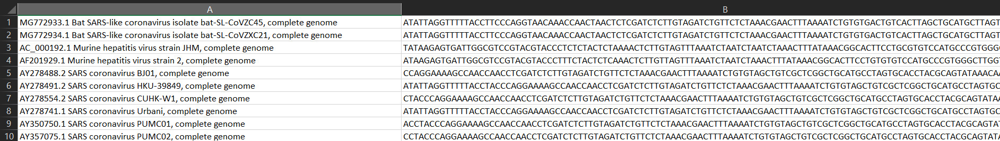 A B
1 MG772933.1 Bat SARS-like coronavirus isolate bat-SL-CoVZC45, complete genome ATATTAGGTTTTTACCTTCCCAGGTAACAAACCAACTAACTCTCGATCTCTTGTAGATCTGTTCTCTAAACGAACTTTAAAATCTGTGTGACTGTCACTTAGCTGCATGCTTAGT
2 MG772934.1 Bat SARS-like coronavirus isolate bat-SL-CoVZXC21, complete genome ATATTAGGTTTTTACCTTCCCAGGTAACAAACCAACTAACTCTCGATCTCTTGTAGATCTGTTCTCTAAACGAACTTTAAAATCTGTGTGACTGTCACTTAGCTGCATGCTTAGT
3 AC_000192.1 Murine hepatitis virus strain JHM, complete genome TATAAGAGTGATTGGCGTCCGTACGTACCCTCTCTACTCTAAAACTCTTGTAGTTTAAATCTAATCTAATCTAAACTTTATAAACGGCACTTCCTGCGTGTCCATGCCCGTGGG
4 AF201929.1 Murine hepatitis virus strain 2, complete genome ATAAGAGTGATTGGCGTCCGTACGTACCCTTTCTACTCTCAAACTCTTGTTAGTTTAAATCTAATCTAAACTTTATAAACGGCACTTCCTGTGTGTCCATGCCCGTGGGCTTGG
5 AY278488.2 SARS coronavirus BJ01, complete genome CCAGGAAAAGCCAACCAACCTCGATCTCTTGTAGATCTGTTCTCTAAACGAACTTTAAAATCTGTGTAGCTGTCGCTCGGCTGCATGCCTAGTGCACCTACGCAGTATAAACA
6 AY278491.2 SARS coronavirus HKU-39849, complete genome ATATTAGGTTTTTACCTACCCAGGAAAAGCCAACCAACCTCGATCTCTTGTAGATCTGTTCTCTAAACGAACTTTAAAATCTGTGTAGCTGTCGCTCGGCTGCATGCCTAGTGC
7 AY278554.2 SARS coronavirus CUHK-W1, complete genome CTACCCAGGAAAAGCCAACCAACCTCGATCTCTTGTAGATCTGTTCTCTAAACGAACTTTAAAATCTGTGTAGCTGTCGCTCGGCTGCATGCCTAGTGCACCTACGCAGTATAA
8 AY278741.1 SARS coronavirus Urbani, complete genome ATATTAGGTTTTTACCTACCCAGGAAAAGCCAACCAACCTCGATCTCTTGTAGATCTGTTCTCTAAACGAACTTTAAAATCTGTGTAGCTGTCGCTCGGCTGCATGCCTAGTGC
9 AY350750.1 SARS coronavirus PUMC01, complete genome ACCTACCCAGGAAAAGCCAACCAACCTCGATCTCTTGTAGATCTGTTCTCTAAACGAACTTTAAAATCTGTGTAGCTGTCGCTCGGCTGCATGCCTAGTGCACCTACGCAGTAT
10 AY357075.1 SARS coronavirus PUMC02, complete genome CCTACCCAGGAAAAGCCAACCAACCTCGATCTCTTGTAGATCTGTTCTCTAAACGAACTTTAAAATCTGTGTAGCTGTCGCTCGGCTGCATGCCTAGTGCACCTACGCAGTATA